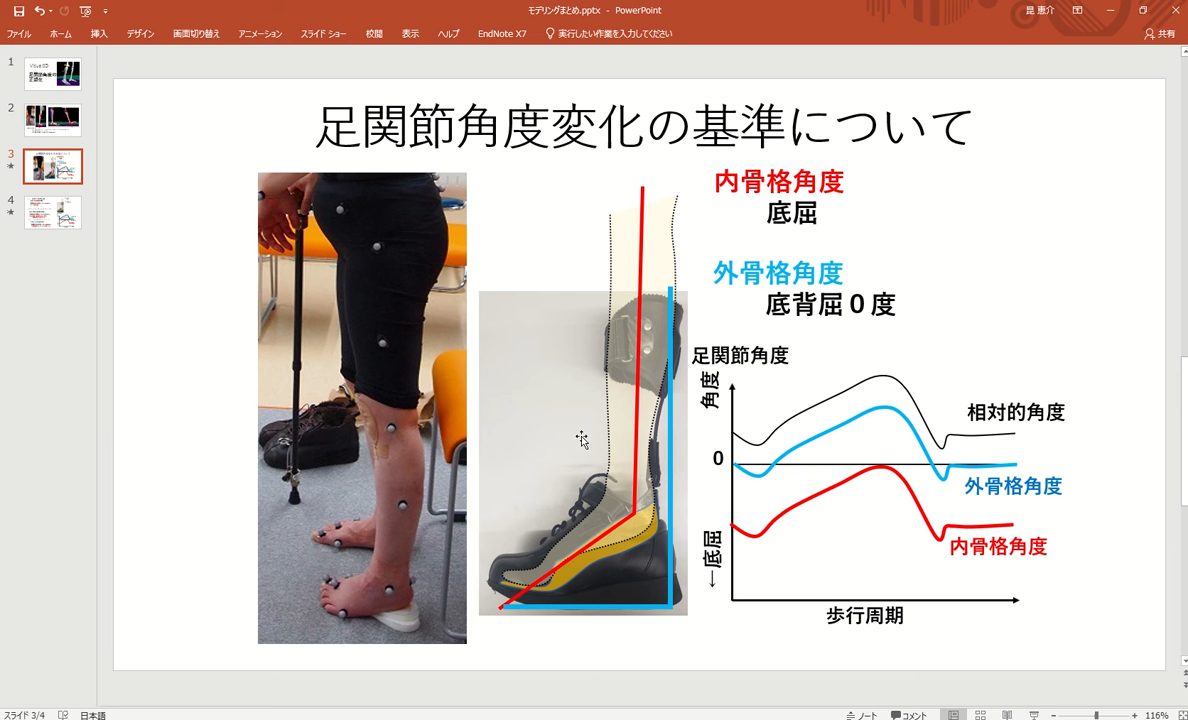 モデリングまとめ.pptx - PowerPoint
昆 恵介
ファイル
ホーム
挿入
デザイン
画面切り替え
アニメーション
スライド ショー
校閲
表示
ヘルプ
EndNote X7
実行したい作業を入力してください
共有
1
2
3
4
足関節角度変化の基準について
内骨格角度
底屈
外骨格角度
底背屈０度
足関節角度
角度
相対的角度
0
外骨格角度
内骨格角度
←底屈
歩行周期
スライド 3/4
日本語
ノート
コメント
116%